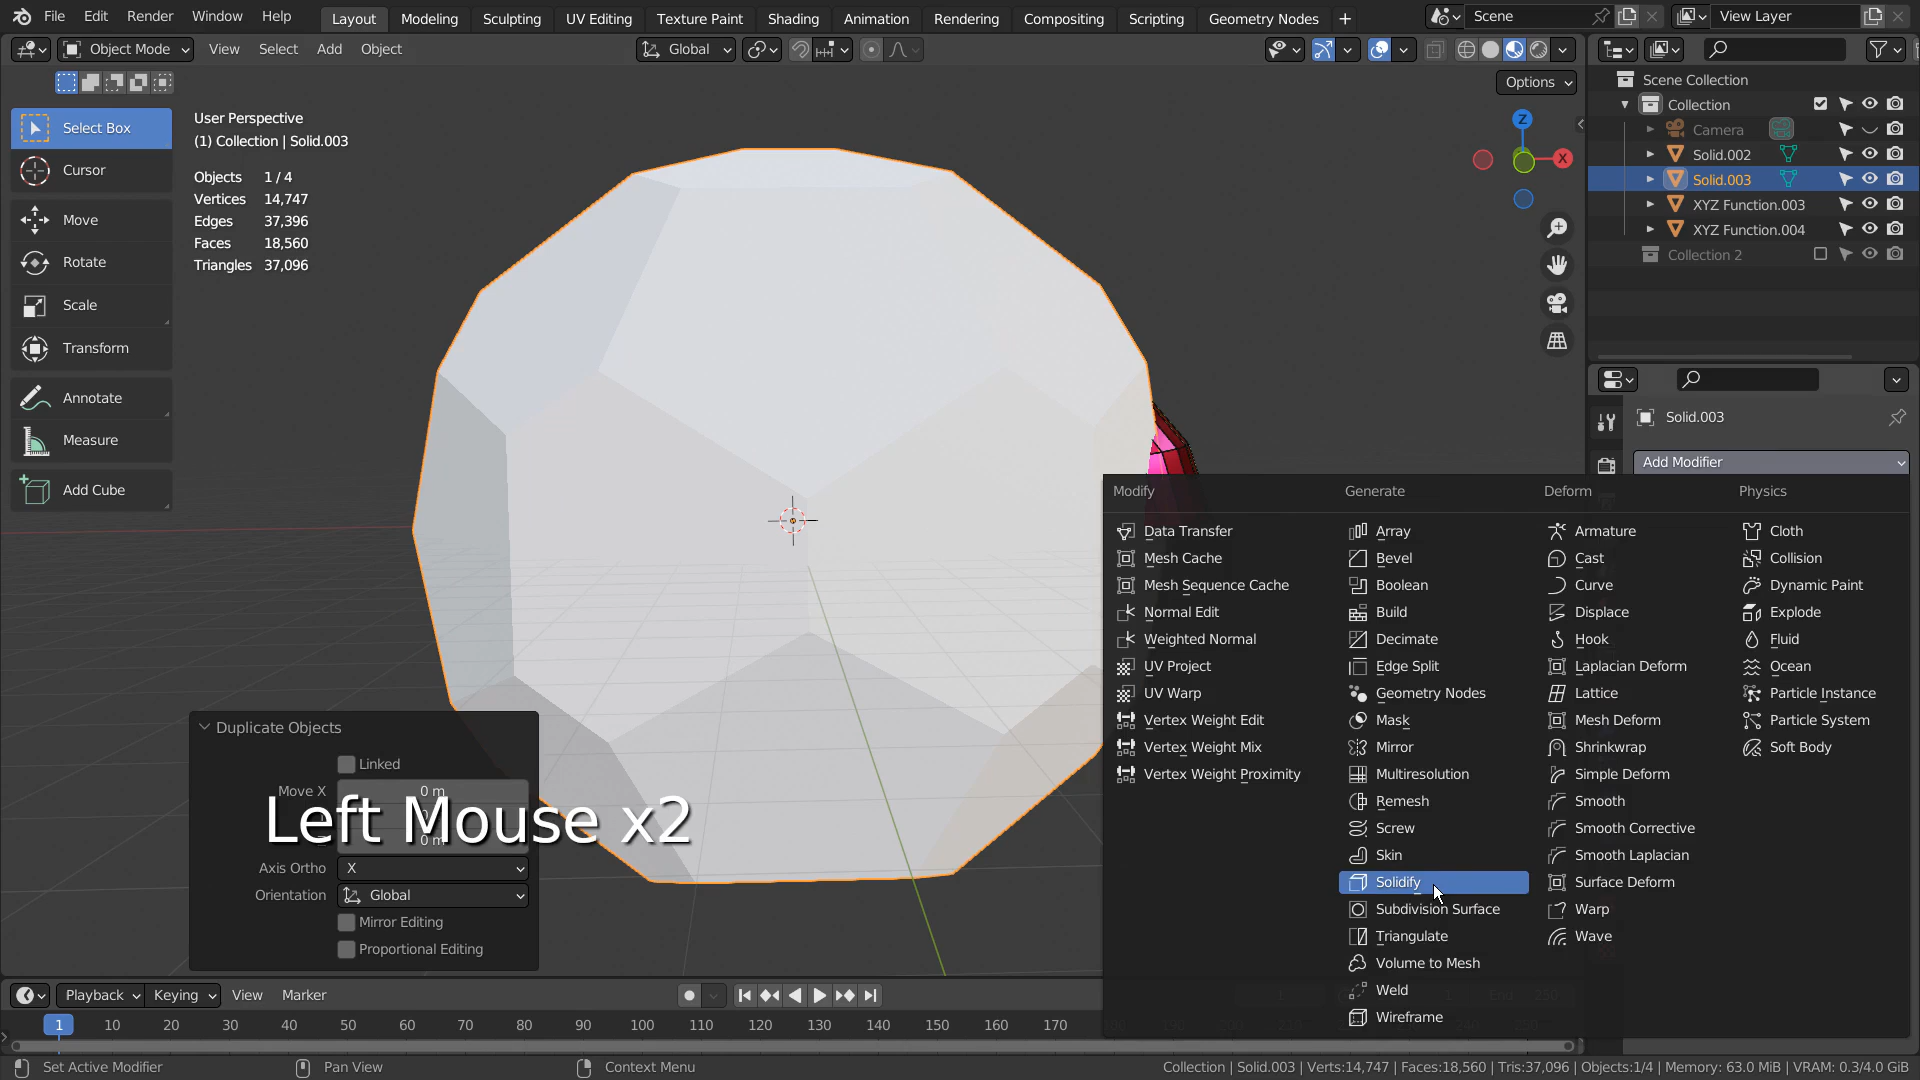 File Edit Render Window Help Layout Modeling Sculpting UV Editing Texture Paint Shading Animation Rendering Compositing Scripting Geometry Nodes + Scene View Layer
Object Mode View Select Add Object Global
Options
Select Box
Cursor
Move
Rotate
Scale
Transform
Annotate
Measure
Add Cube
User Perspective
(1) Collection | Solid.003
Objects 1 / 4
Vertices 14,747
Edges 37,396
Faces 18,560
Triangles 37,096
Z
X
Scene Collection
Collection
Camera
Solid.002
Solid.003
XYZ Function.003
XYZ Function.004
Collection 2
Solid.003
Add Modifier
Modify
Data Transfer
Mesh Cache
Mesh Sequence Cache
Normal Edit
Weighted Normal
UV Project
UV Warp
Vertex Weight Edit
Vertex Weight Mix
Vertex Weight Proximity
Generate
Array
Bevel
Boolean
Build
Decimate
Edge Split
Geometry Nodes
Mask
Mirror
Multiresolution
Remesh
Screw
Skin
Solidify
Subdivision Surface
Triangulate
Volume to Mesh
Weld
Wireframe
Deform
Armature
Cast
Curve
Displace
Hook
Laplacian Deform
Lattice
Mesh Deform
Shrinkwrap
Simple Deform
Smooth
Smooth Corrective
Smooth Laplacian
Surface Deform
Warp
Wave
Physics
Cloth
Collision
Dynamic Paint
Explode
Fluid
Ocean
Particle Instance
Particle System
Soft Body
Duplicate Objects
Linked
Move X 0 m
0 m
Axis Ortho X
Orientation Global
Mirror Editing
Proportional Editing
Left Mouse x2
Playback Keying View Marker
1 10 20 30 40 50 60 70 80 90 100 110 120 130 140 150 160 170
Set Active Modifier Pan View Context Menu Collection | Solid.003 | Verts:14,747 | Faces:18,560 | Tris:37,096 | Objects:1/4 | Memory: 63.0 MiB | VRAM: 0.3/4.0 GiB